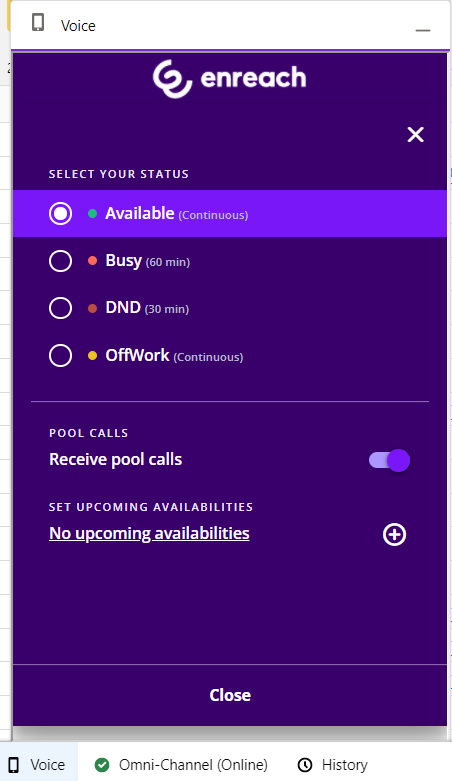 Voice
enreach
SELECT YOUR STATUS
Available (Continuous)
Busy (60 min)
DND (30 min)
OffWork (Continuous)
POOL CALLS
Receive pool calls
SET UPCOMING AVAILABILITIES
No upcoming availabilities
Close
Voice Omni-Channel (Online) History